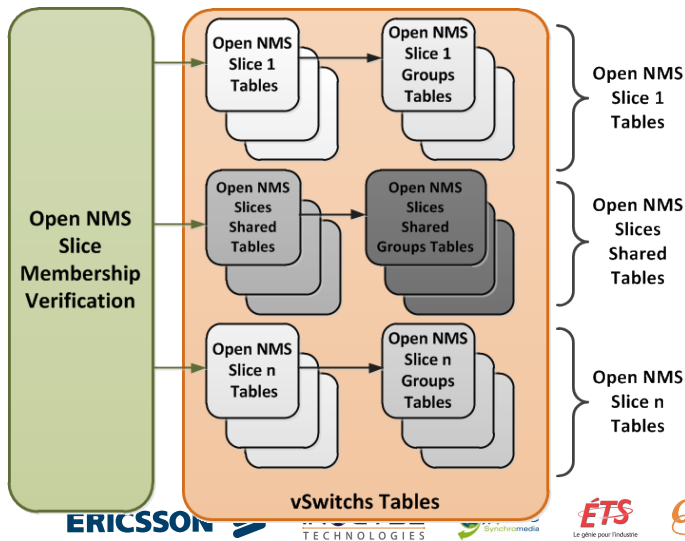 Open NMS
Slice
Membership
Verification
Open NMS
Slice 1
Tables
Open NMS
Slice 1
Groups
Tables
Open NMS
Slice 1
Tables
Open NMS
Slices
Shared
Tables
Open NMS
Slices
Shared
Groups Tables
Open NMS
Slices
Shared
Tables
Open NMS
Slice n
Tables
Open NMS
Slice n
Groups
Tables
Open NMS
Slice n
Tables
vSwitchs Tables
ERICSSON
TECHNOLOGIES
Synchromedia
ÉTS
Le génie pour l'industrie